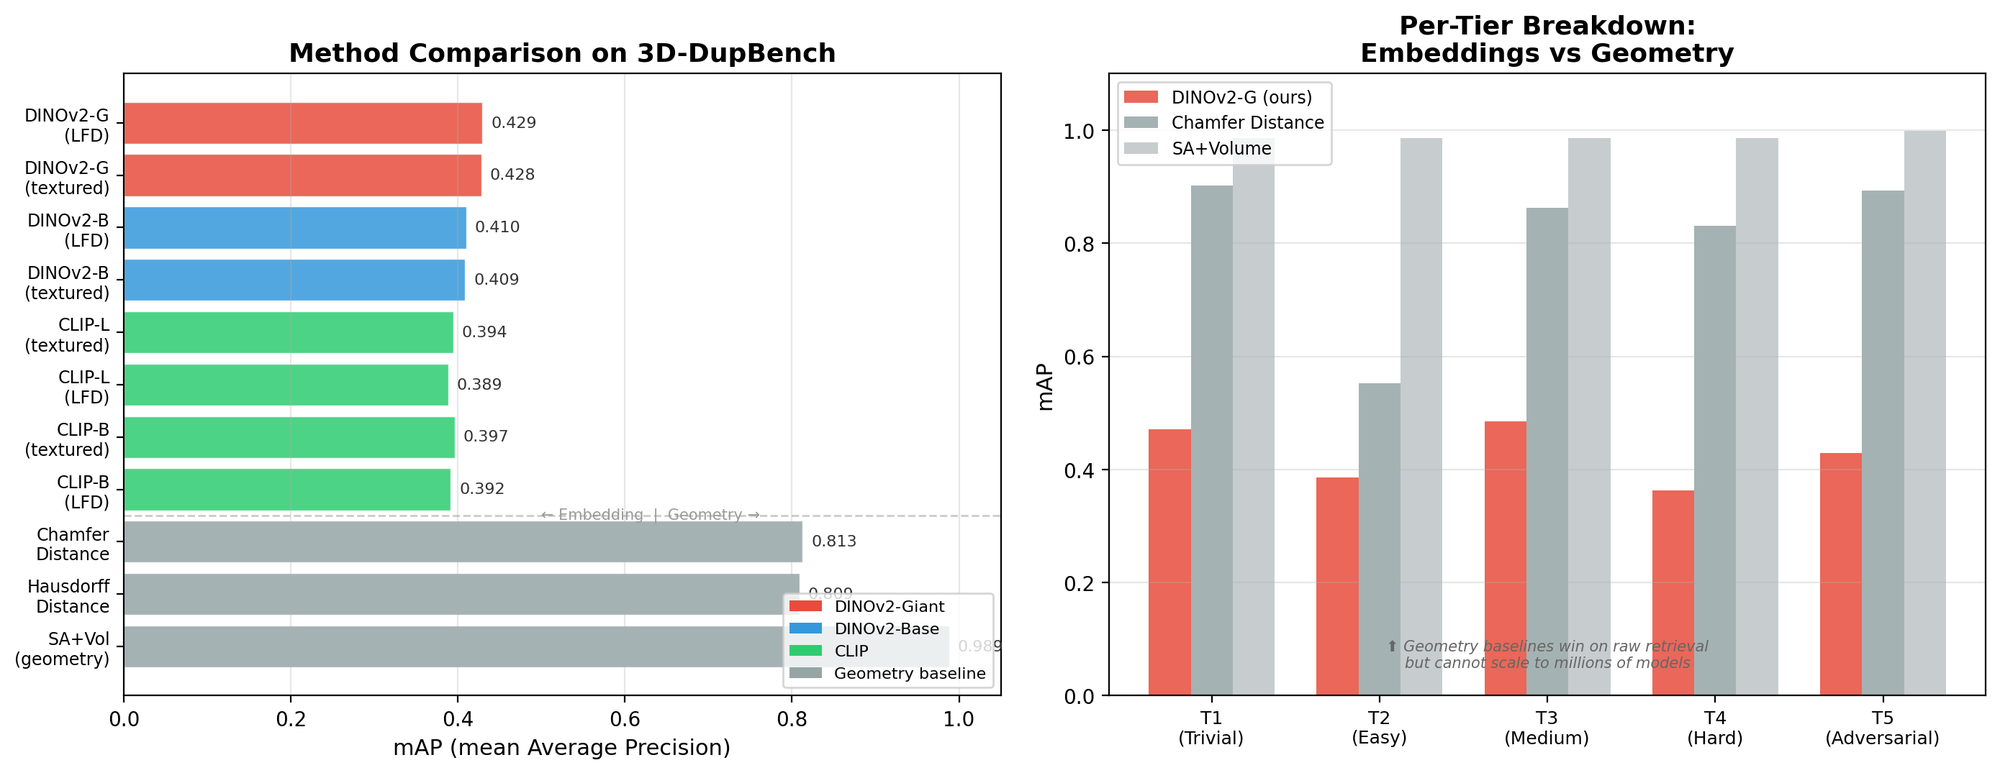 Method Comparison on 3D-DupBench
DINOv2-G
(LFD)
0.429
DINOv2-G
(textured)
0.428
DINOv2-B
(LFD)
0.410
DINOv2-B
(textured)
0.409
CLIP-L
(textured)
0.394
CLIP-L
(LFD)
0.389
CLIP-B
(textured)
0.397
CLIP-B
(LFD)
0.392
← Embedding | Geometry →
Chamfer
Distance
0.813
Hausdorff
Distance
0.809
SA+Vol
(geometry)
0.989
DINOv2-Giant
DINOv2-Base
CLIP
Geometry baseline
0.0 0.2 0.4 0.6 0.8 1.0
mAP (mean Average Precision)
Per-Tier Breakdown:
Embeddings vs Geometry
DINOv2-G (ours)
Chamfer Distance
SA+Volume
mAP
1.0
0.8
0.6
0.4
0.2
0.0
⬆ Geometry baselines win on raw retrieval
but cannot scale to millions of models
T1
(Trivial)
T2
(Easy)
T3
(Medium)
T4
(Hard)
T5
(Adversarial)